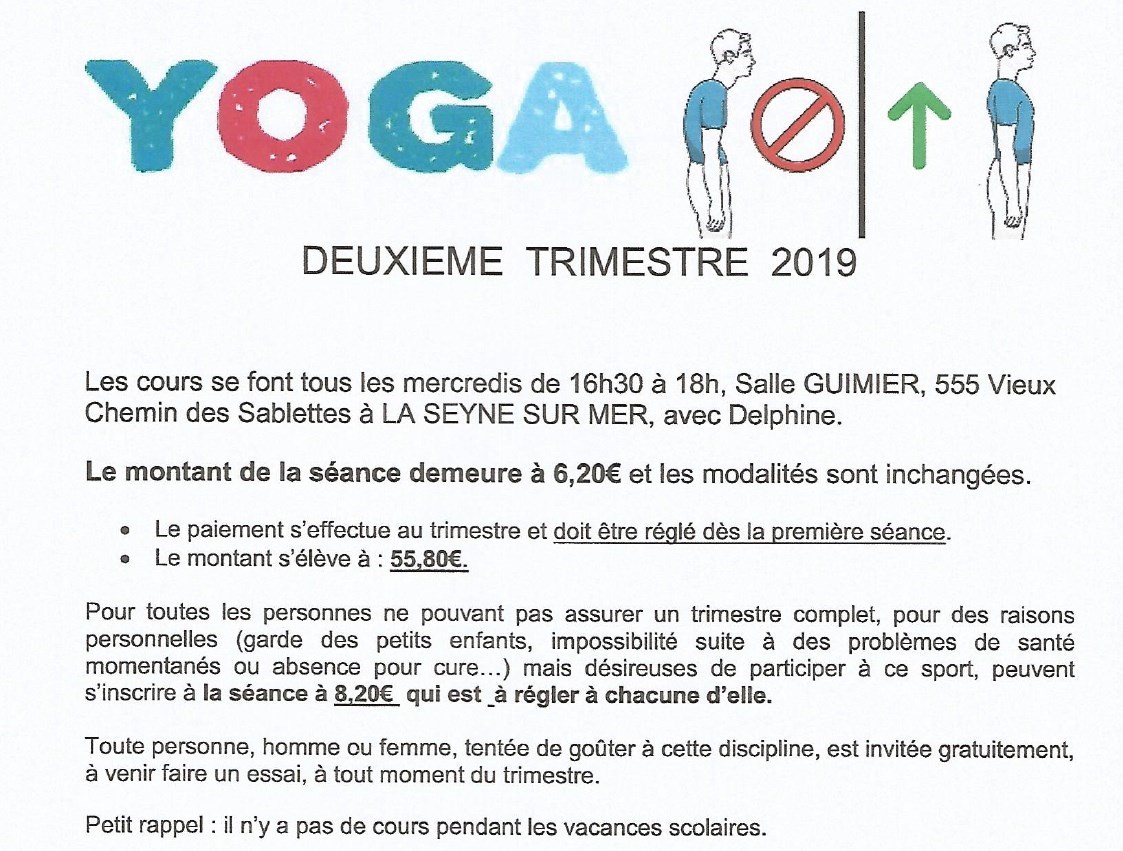 YOGA
DEUXIEME TRIMESTRE 2019
Les cours se font tous les mercredis de 16h30 à 18h, Salle GUIMIER, 555 Vieux
Chemin des Sablettes à LA SEYNE SUR MER, avec Delphine.
Le montant de la séance demeure à 6,20€ et les modalités sont inchangées.
• Le paiement s'effectue au trimestre et doit être réglé dès la première séance.
• Le montant s'élève à : 55,80€.
Pour toutes les personnes ne pouvant pas assurer un trimestre complet, pour des raisons
personnelles (garde des petits enfants, impossibilité suite à des problèmes de santé
momentanés ou absence pour cure...) mais désireuses de participer à ce sport, peuvent
s'inscrire à la séance à 8,20€ qui est à régler à chacune d'elle.
Toute personne, homme ou femme, tentée de goûter à cette discipline, est invitée gratuitement,
à venir faire un essai, à tout moment du trimestre.
Petit rappel : il n'y a pas de cours pendant les vacances scolaires.